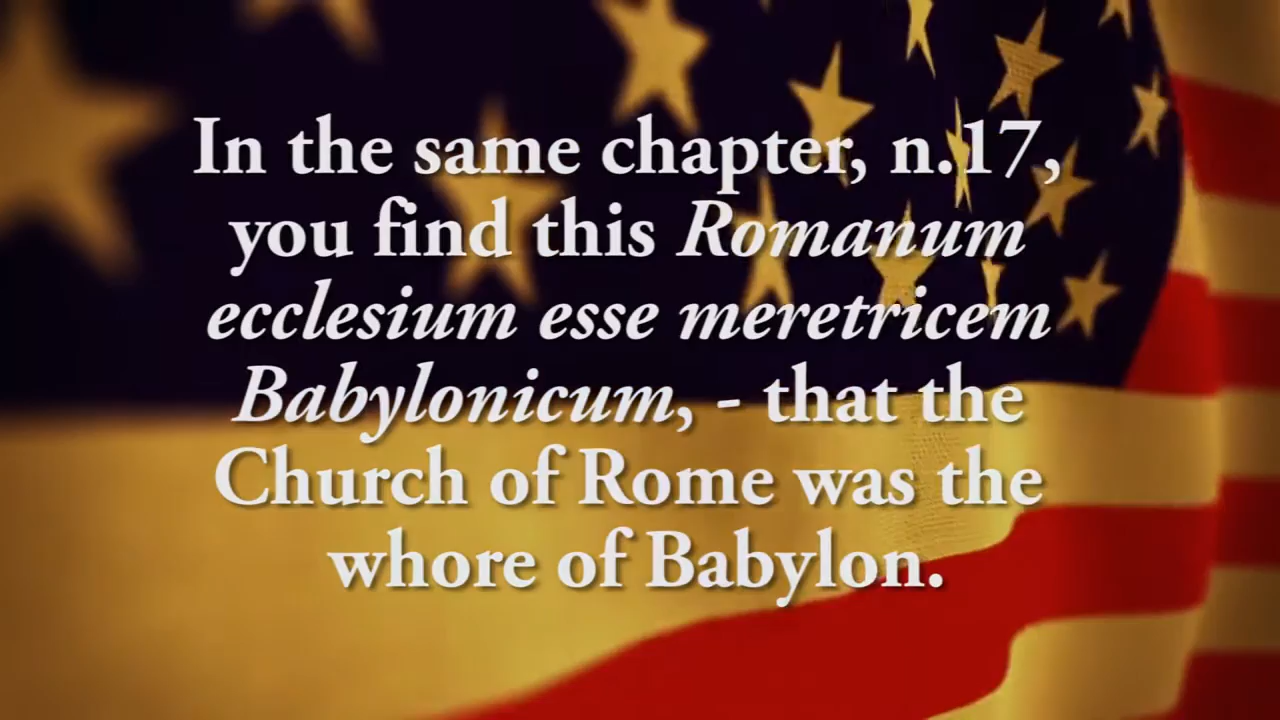 In the same chapter, n.17,
you find this Romanum
ecclesium esse meretricem
Babylonicum, - that the
Church of Rome was the
whore of Babylon.